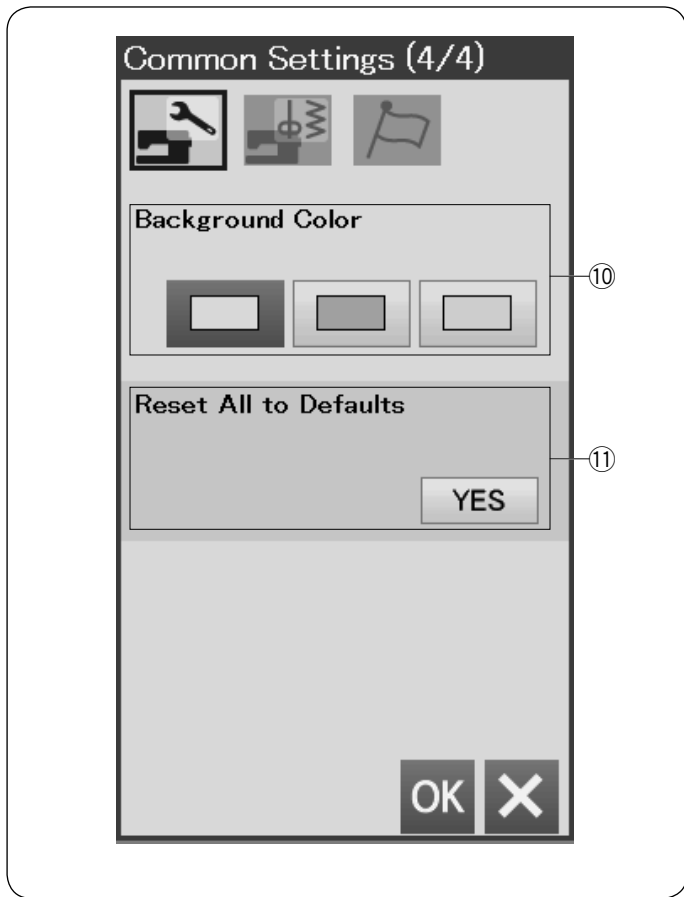 Common Settings (4/4)
Background Color
⑩
Reset All to Defaults
⑪
YES
OK